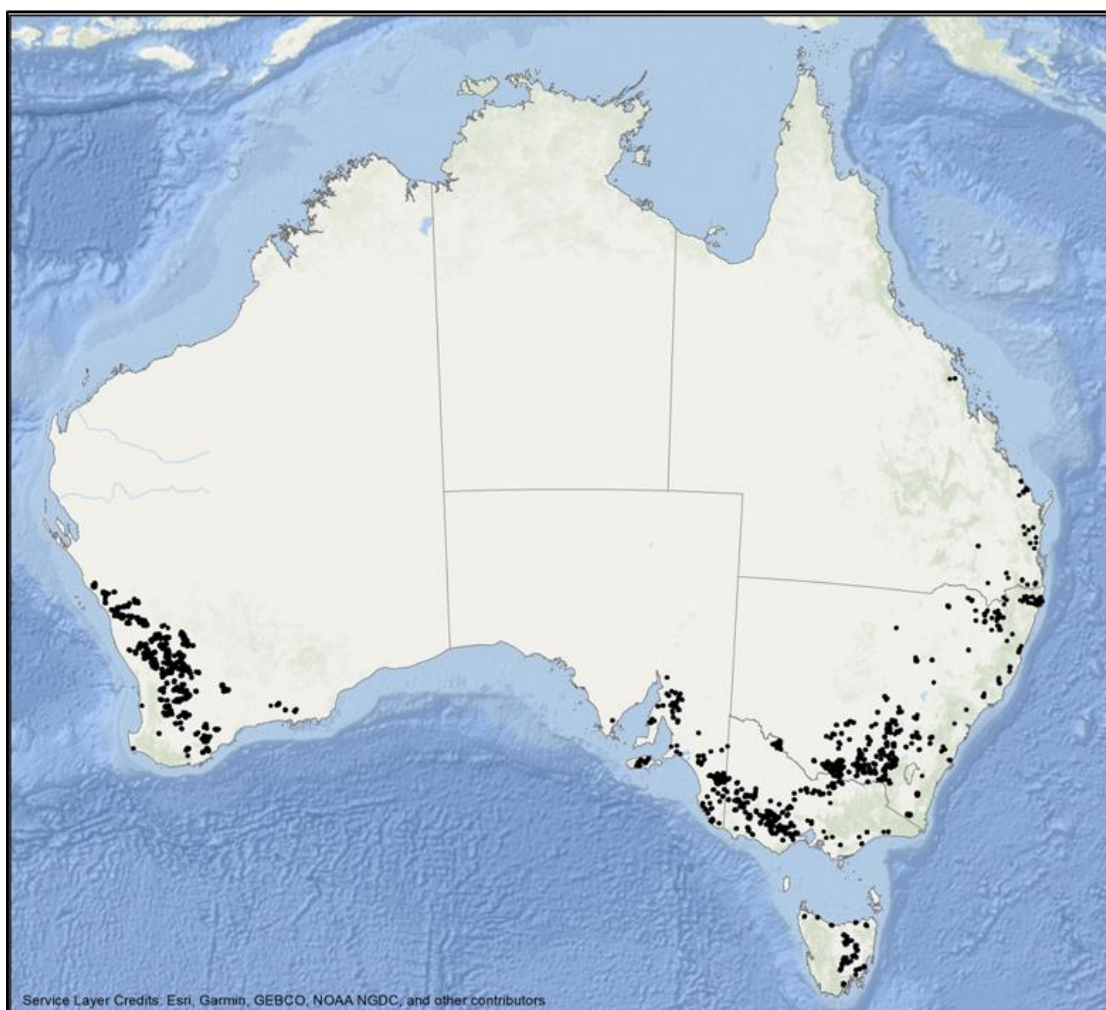 Service Layer Credits: Esri, Garmin, GEBCO, NOAA NGDC, and other contributors